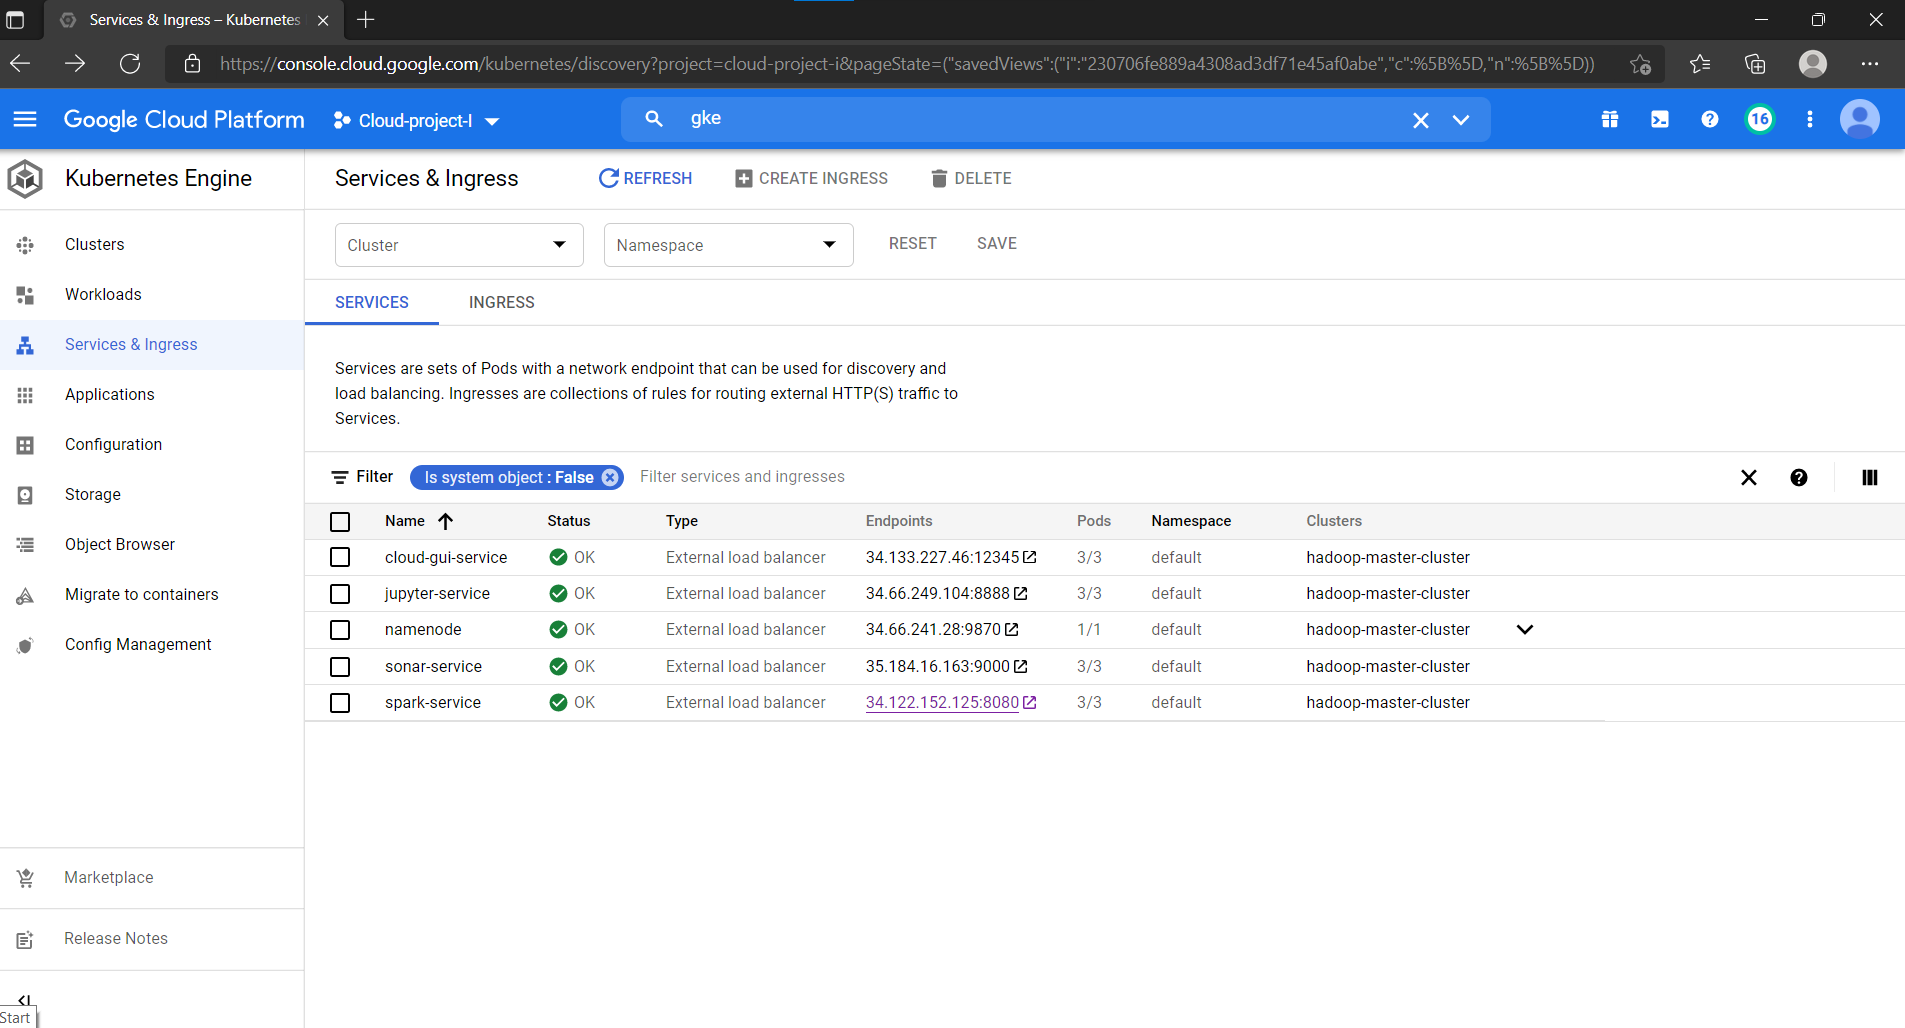 Services & Ingress – Kubernetes
https://console.cloud.google.com/kubernetes/discovery?project=cloud-project-i&pageState=("savedViews":("i":"230706fe889a4308ad3df71e45af0abe","c":%5B%5D,"n":%5B%5D))
Google Cloud Platform Cloud-project-I gke 16
Kubernetes Engine
Services & Ingress REFRESH CREATE INGRESS DELETE
Clusters
Workloads
Services & Ingress
Applications
Configuration
Storage
Object Browser
Migrate to containers
Config Management
Marketplace
Release Notes
Start
Cluster Namespace RESET SAVE
SERVICES INGRESS
Services are sets of Pods with a network endpoint that can be used for discovery and
load balancing. Ingresses are collections of rules for routing external HTTP(S) traffic to
Services.
Filter Is system object : False Filter services and ingresses
Name Status Type Endpoints Pods Namespace Clusters
cloud-gui-service OK External load balancer 34.133.227.46:12345 3/3 default hadoop-master-cluster
jupyter-service OK External load balancer 34.66.249.104:8888 3/3 default hadoop-master-cluster
namenode OK External load balancer 34.66.241.28:9870 1/1 default hadoop-master-cluster
sonar-service OK External load balancer 35.184.16.163:9000 3/3 default hadoop-master-cluster
spark-service OK External load balancer 34.122.152.125:8080 3/3 default hadoop-master-cluster